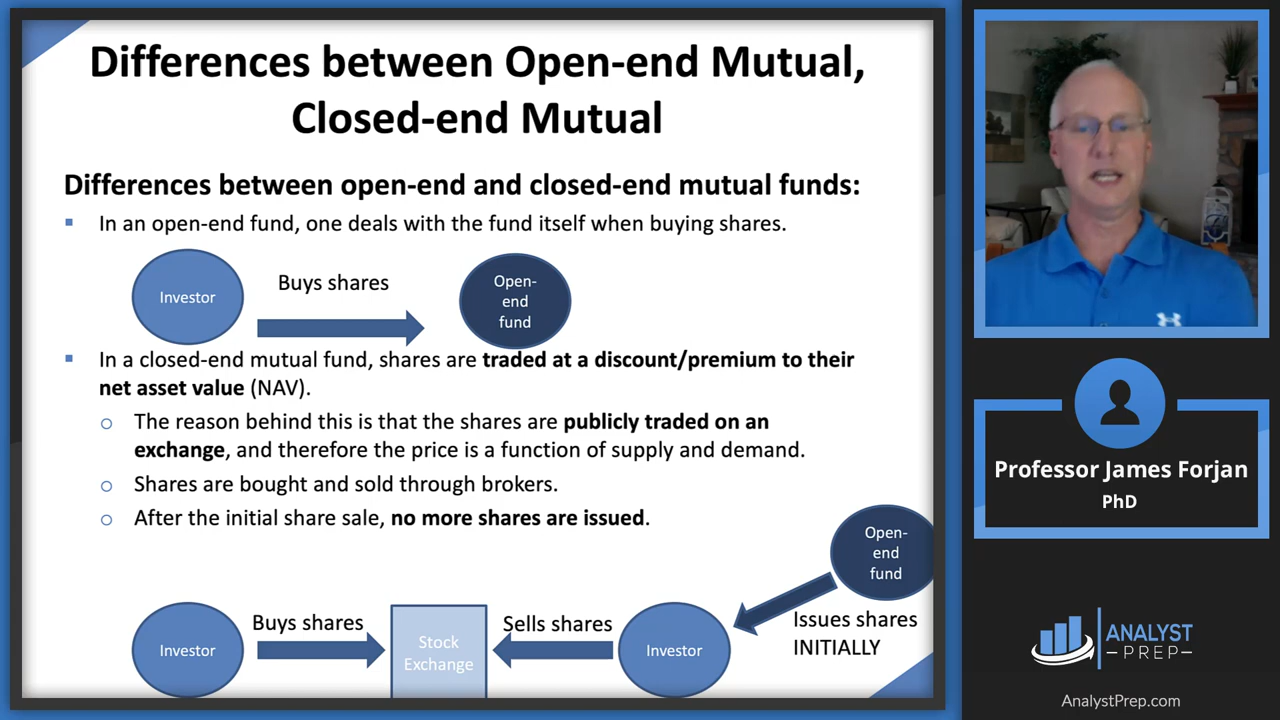 Differences between Open-end Mutual,
Closed-end Mutual
Differences between open-end and closed-end mutual funds:
In an open-end fund, one deals with the fund itself when buying shares.
Investor
Buys shares
Open-
end
fund
In a closed-end mutual fund, shares are traded at a discount/premium to their
net asset value (NAV).
The reason behind this is that the shares are publicly traded on an
exchange, and therefore the price is a function of supply and demand.
Shares are bought and sold through brokers.
After the initial share sale, no more shares are issued.
Open-
end
fund
Investor
Buys shares
Stock
Exchange
Sells shares
Investor
Issues shares
INITIALLY
Professor James Forjan
PhD
ANALYST
PREP
AnalystPrep.com